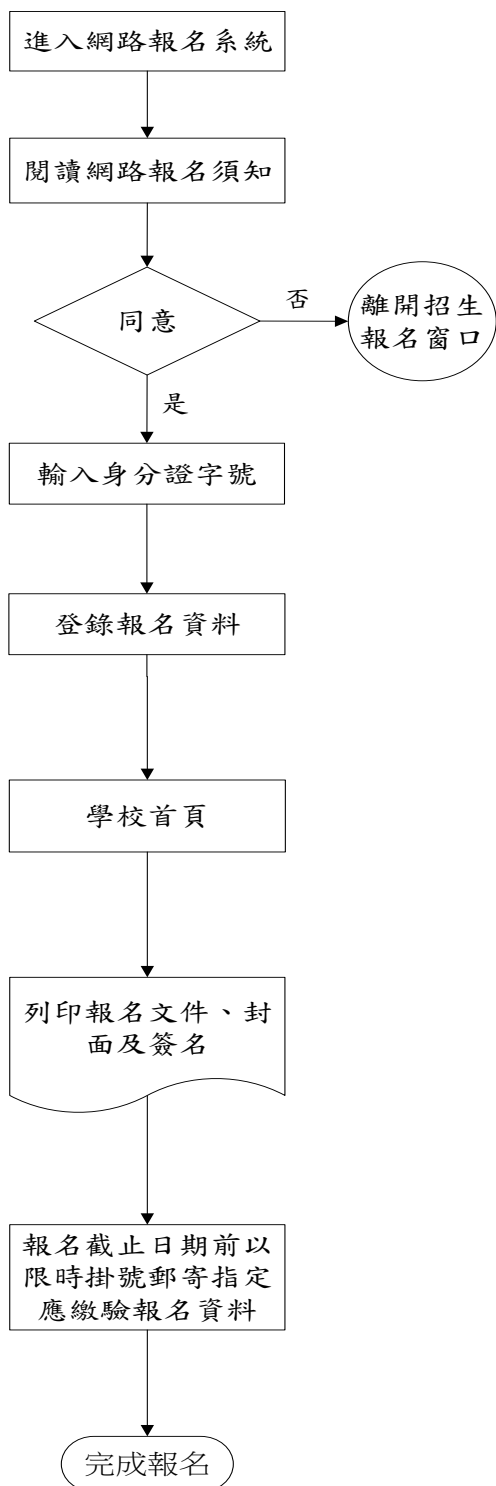 進入網路報名系統
閱讀網路報名須知
同意
否
離開招生
報名窗口
是
輸入身分證字號
登錄報名資料
學校首頁
列印報名文件、封
面及簽名
報名截止日期前以
限時掛號郵寄指定
應繳驗報名資料
完成報名